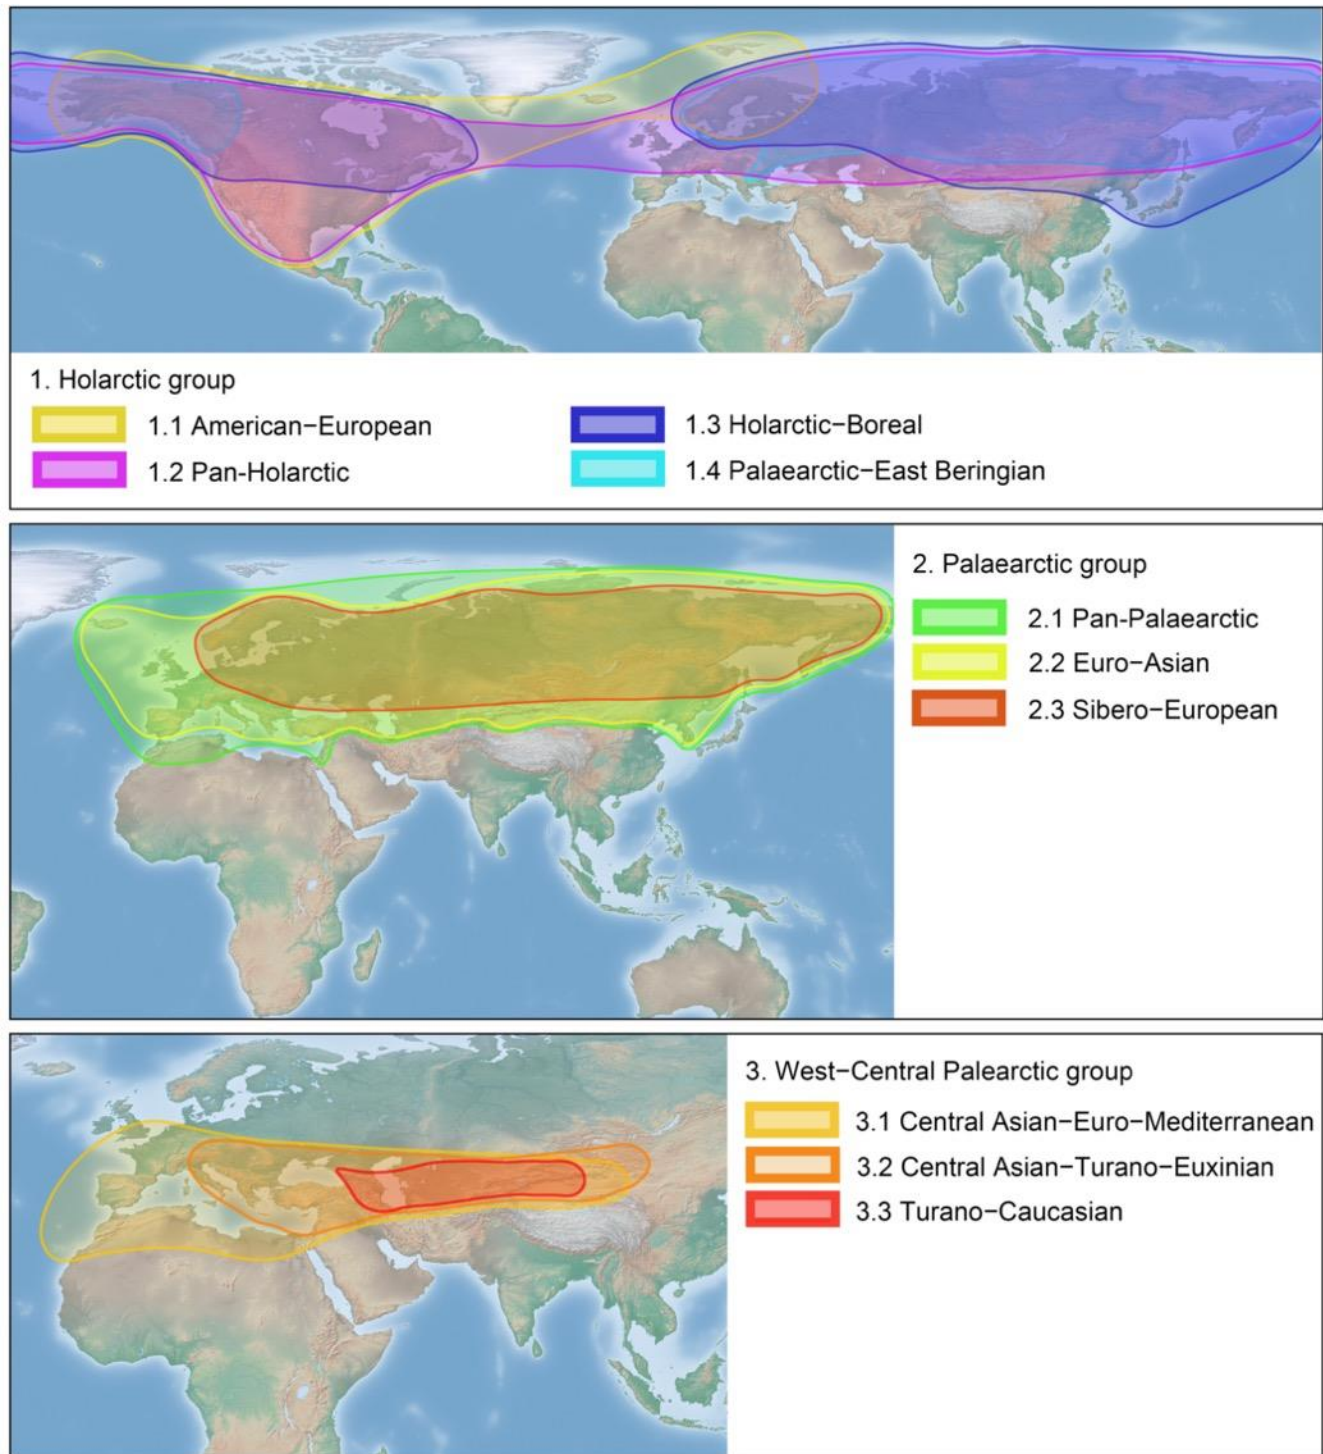 1. Holarctic group
1.1 American−European
1.2 Pan-Holarctic
1.3 Holarctic−Boreal
1.4 Palaearctic−East Beringian
2. Palaearctic group
2.1 Pan-Palaearctic
2.2 Euro−Asian
2.3 Sibero−European
3. West−Central Palearctic group
3.1 Central Asian−Euro−Mediterranean
3.2 Central Asian−Turano−Euxinian
3.3 Turano−Caucasian